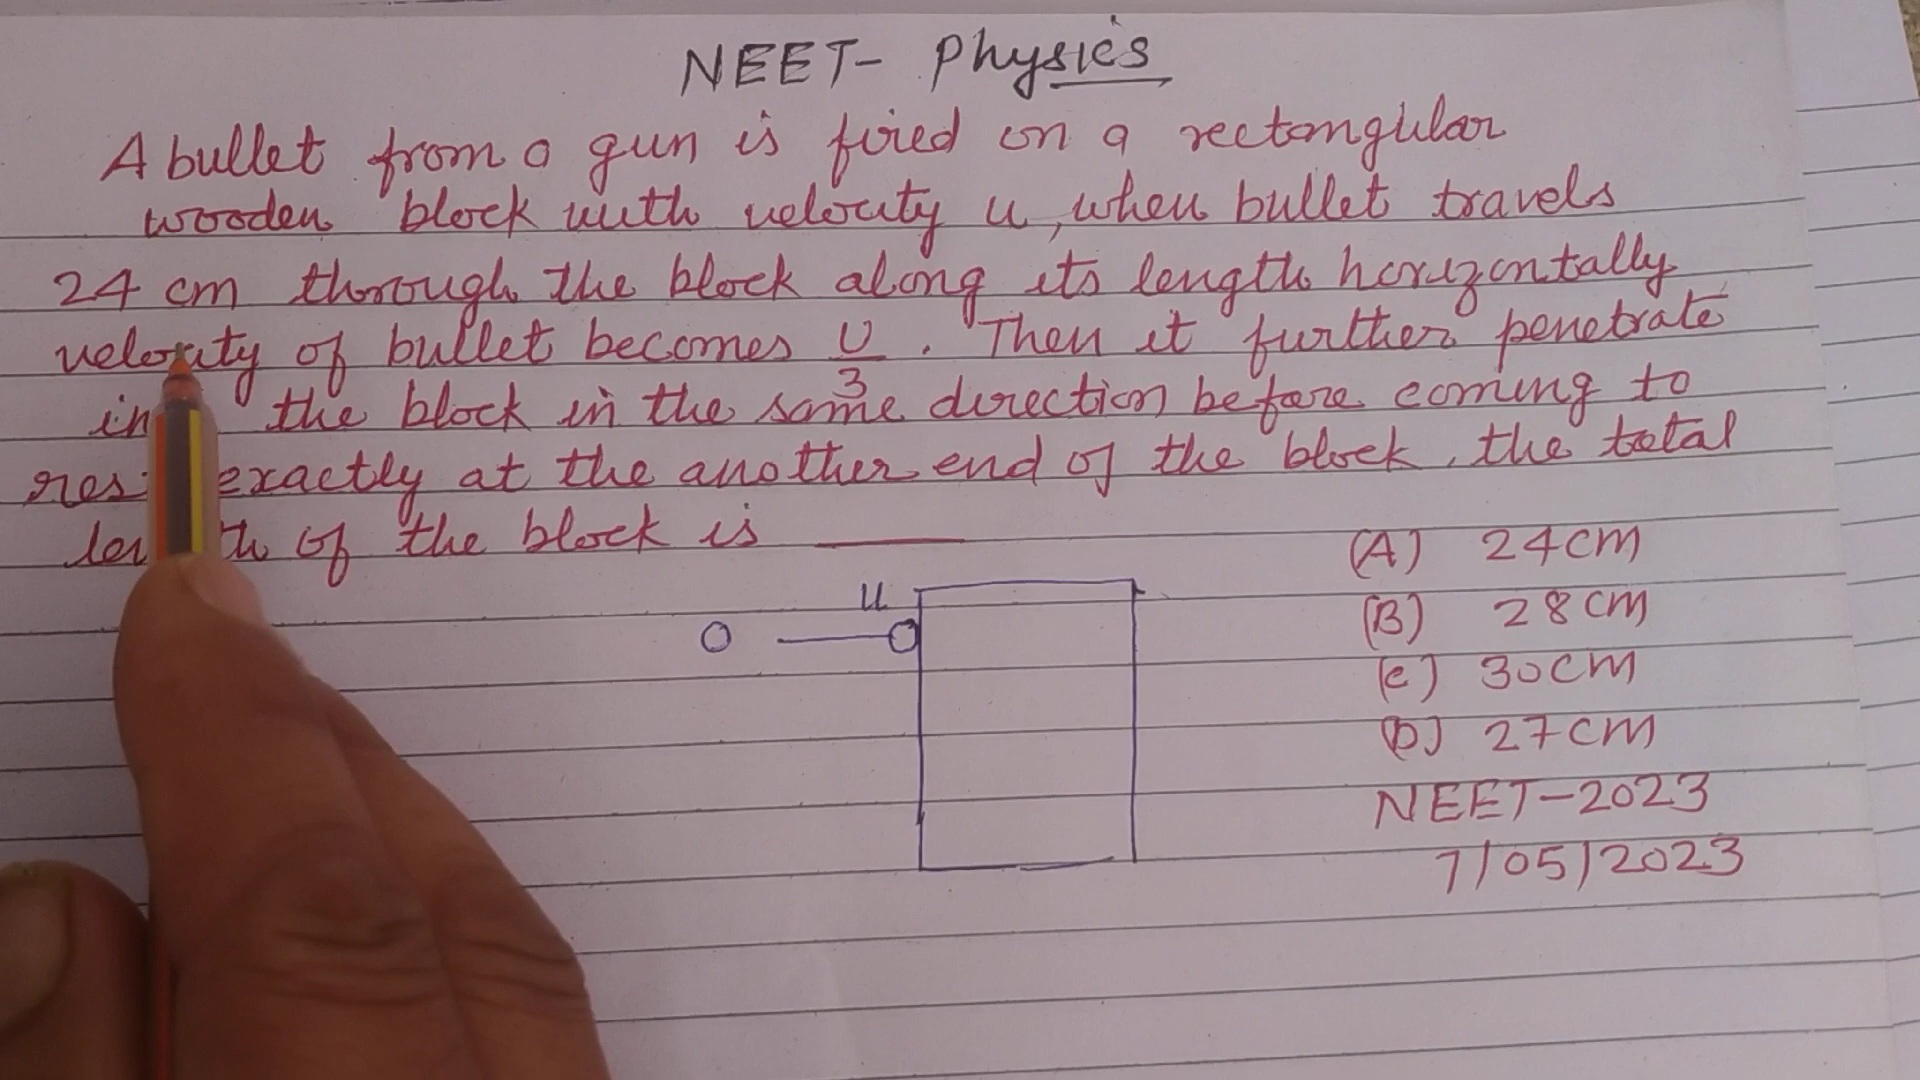 NEET- Physics
A bullet from a gun is fired on a rectangular
wooden block with velocity u, when bullet travels
24 cm through the block along its length horizontally
velocity of bullet becomes U/3. Then it further penetrate
in the block in the same direction before coming to
res exactly at the another end of the block, the total
length of the block is ____
(A) 24cm
(B) 28cm
(C) 30cm
(D) 27cm
u
NEET-2023
7/05/2023